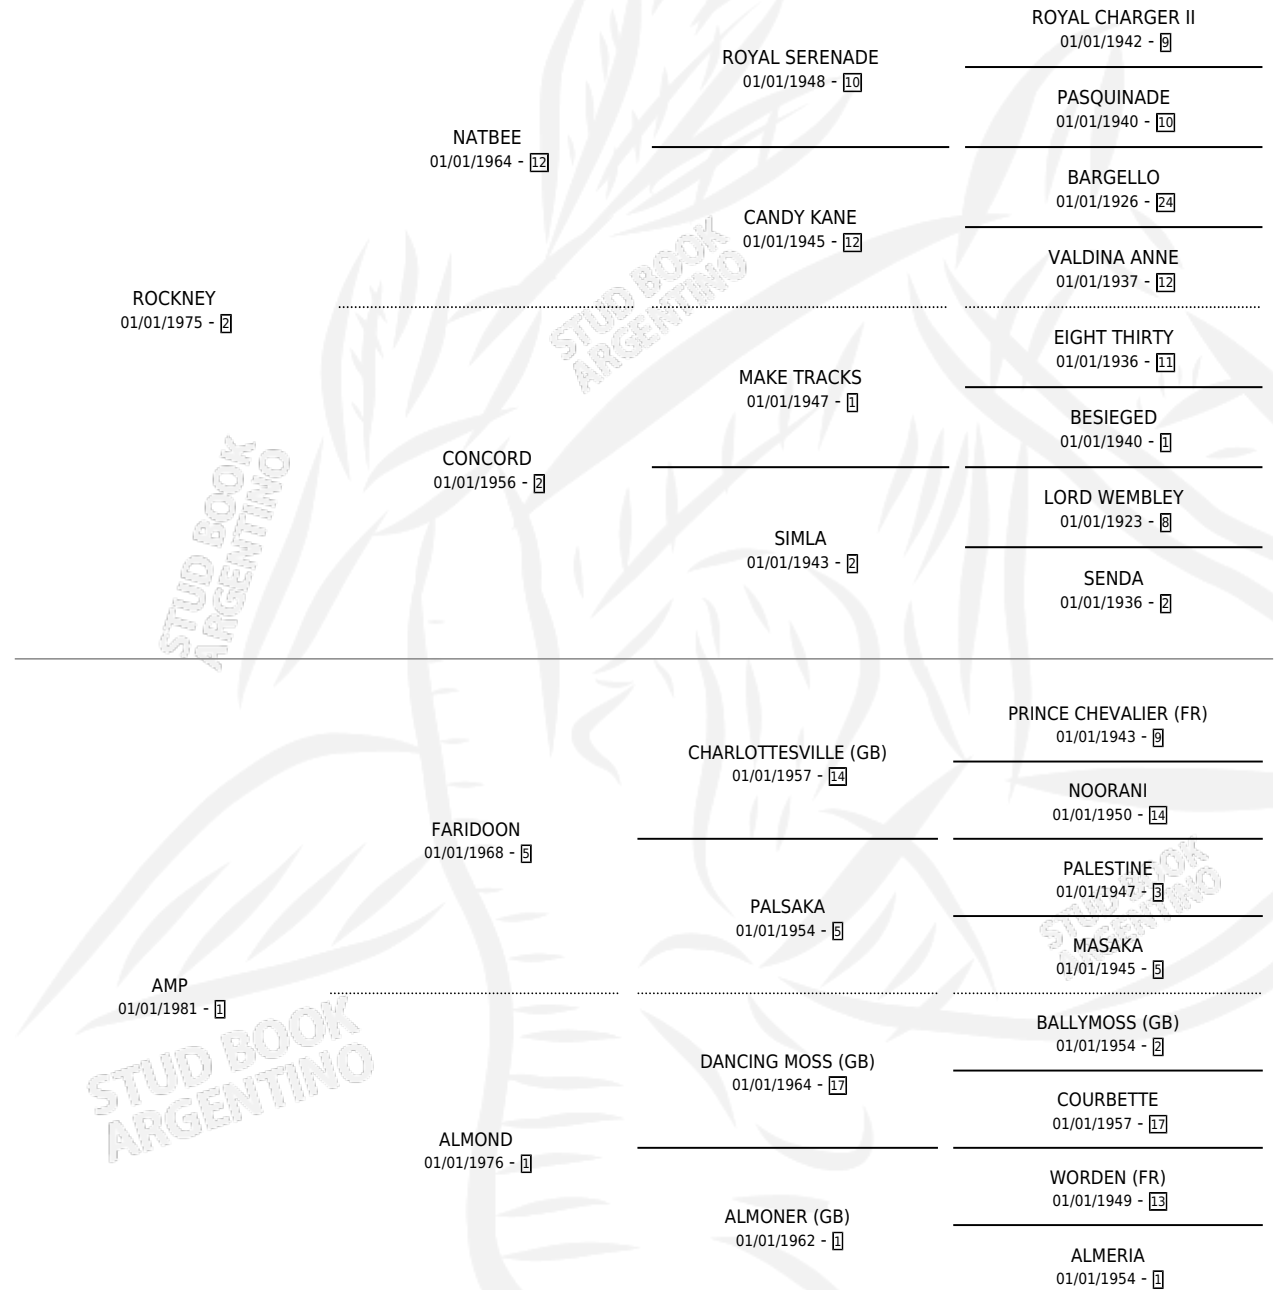 ROYAL CHARGER II
01/01/1942 - 9
ROYAL SERENADE
01/01/1948 - 10
PASQUINADE
01/01/1940 - 10
NATBEE
01/01/1964 - 12
BARGELLO
01/01/1926 - 24
CANDY KANE
01/01/1945 - 12
VALDINA ANNE
01/01/1937 - 12
ROCKNEY
01/01/1975 - 2
EIGHT THIRTY
01/01/1936 - 11
MAKE TRACKS
01/01/1947 - 1
BESIEGED
01/01/1940 - 1
CONCORD
01/01/1956 - 2
LORD WEMBLEY
01/01/1923 - 8
SIMLA
01/01/1943 - 2
SENDA
01/01/1936 - 2
STUD BOOK
ARGENTINO
STUD BOOK
ARGENTINO
PRINCE CHEVALIER (FR)
01/01/1943 - 9
CHARLOTTESVILLE (GB)
01/01/1957 - 14
NOORANI
01/01/1950 - 14
FARIDOON
01/01/1968 - 5
PALESTINE
01/01/1947 - 3
PALSAKA
01/01/1954 - 5
MASAKA
01/01/1945 - 5
AMP
01/01/1981 - 1
BALLYMOSS (GB)
01/01/1954 - 2
DANCING MOSS (GB)
01/01/1964 - 17
COURBETTE
01/01/1957 - 17
ALMOND
01/01/1976 - 1
WORDEN (FR)
01/01/1949 - 13
ALMONER (GB)
01/01/1962 - 1
ALMERIA
01/01/1954 - 1
STUD BOOK
ARGENTINO
STUD BOOK
ARGENTINO